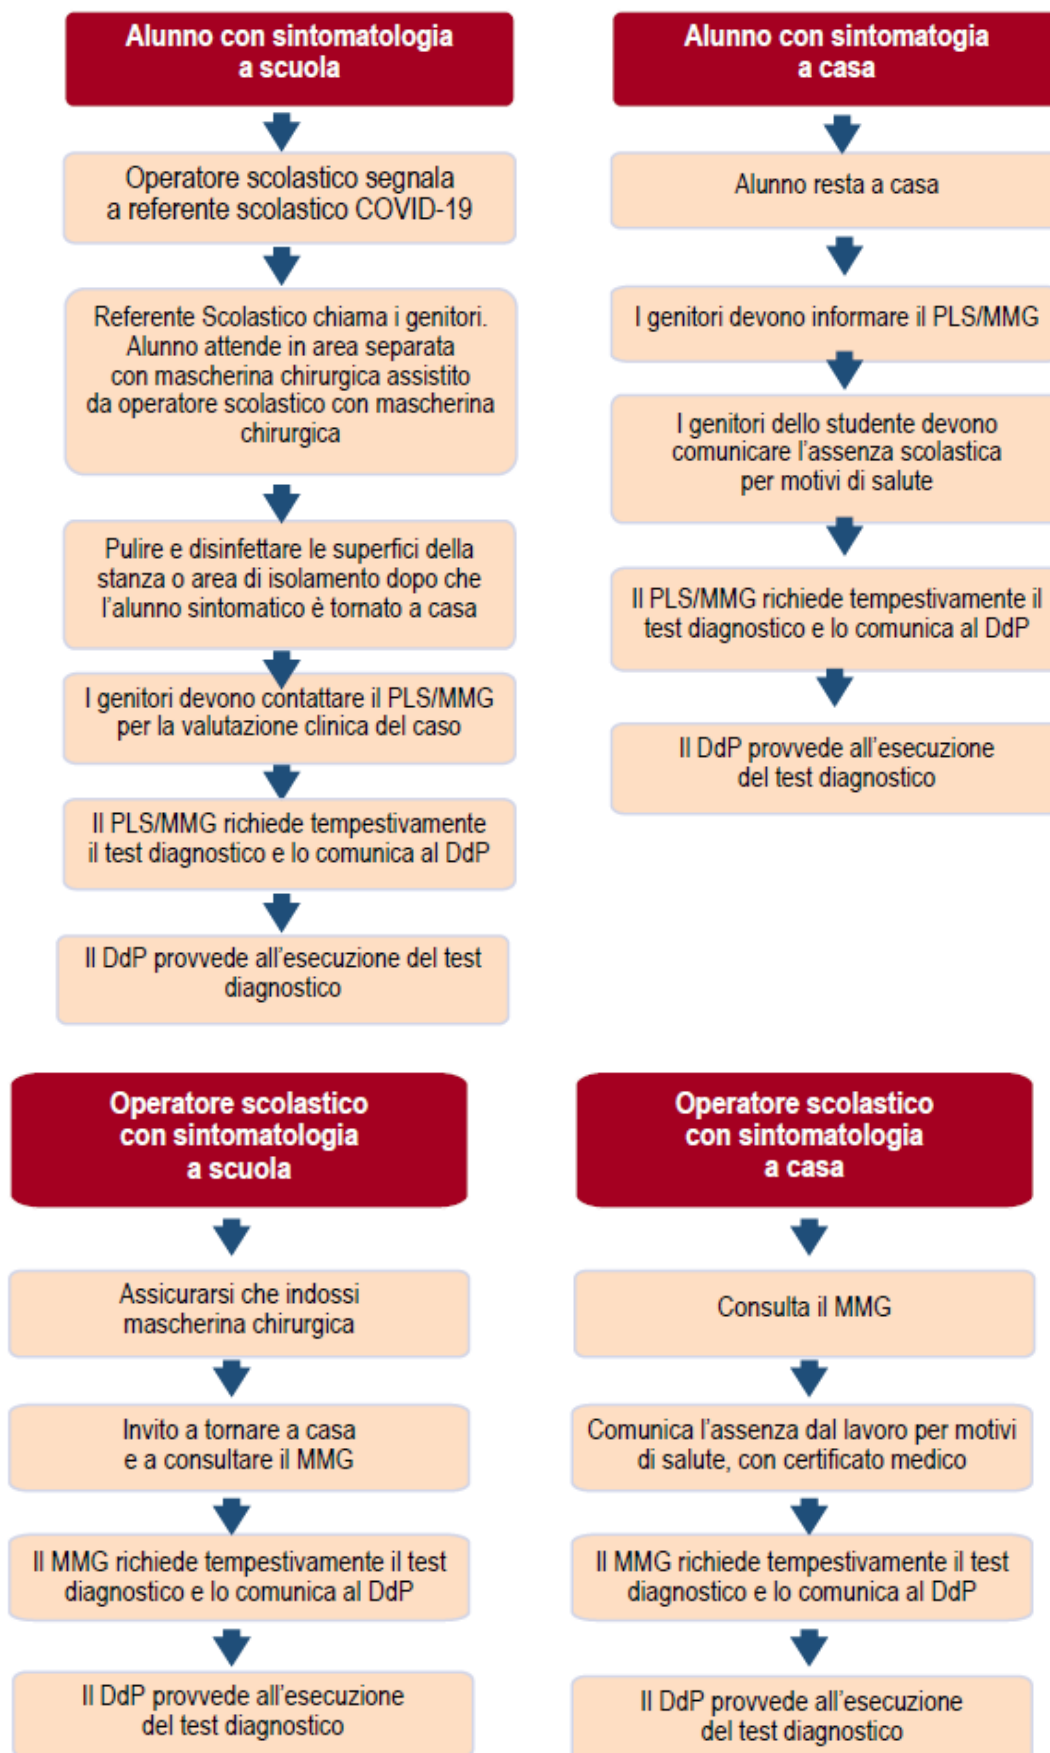 Alunno con sintomatologia
a scuola
Operatore scolastico segnala
a referente scolastico COVID-19
Referente Scolastico chiama i genitori.
Alunno attende in area separata
con mascherina chirurgica assistito
da operatore scolastico con mascherina
chirurgica
Pulire e disinfettare le superfici della
stanza o area di isolamento dopo che
l'alunno sintomatico è tornato a casa
I genitori devono contattare il PLS/MMG
per la valutazione clinica del caso
Il PLS/MMG richiede tempestivamente
il test diagnostico e lo comunica al DdP
Il DdP provvede all'esecuzione del test
diagnostico
Alunno con sintomatogia
a casa
Alunno resta a casa
I genitori devono informare il PLS/MMG
I genitori dello studente devono
comunicare l'assenza scolastica
per motivi di salute
Il PLS/MMG richiede tempestivamente il
test diagnostico e lo comunica al DdP
Il DdP provvede all'esecuzione
del test diagnostico
Operatore scolastico
con sintomatologia
a scuola
Assicurarsi che indossi
mascherina chirurgica
Invito a tornare a casa
e a consultare il MMG
Il MMG richiede tempestivamente il test
diagnostico e lo comunica al DdP
Il DdP provvede all'esecuzione
del test diagnostico
Operatore scolastico
con sintomatologia
a casa
Consulta il MMG
Comunica l'assenza dal lavoro per motivi
di salute, con certificato medico
Il MMG richiede tempestivamente il test
diagnostico e lo comunica al DdP
Il DdP provvede all'esecuzione
del test diagnostico